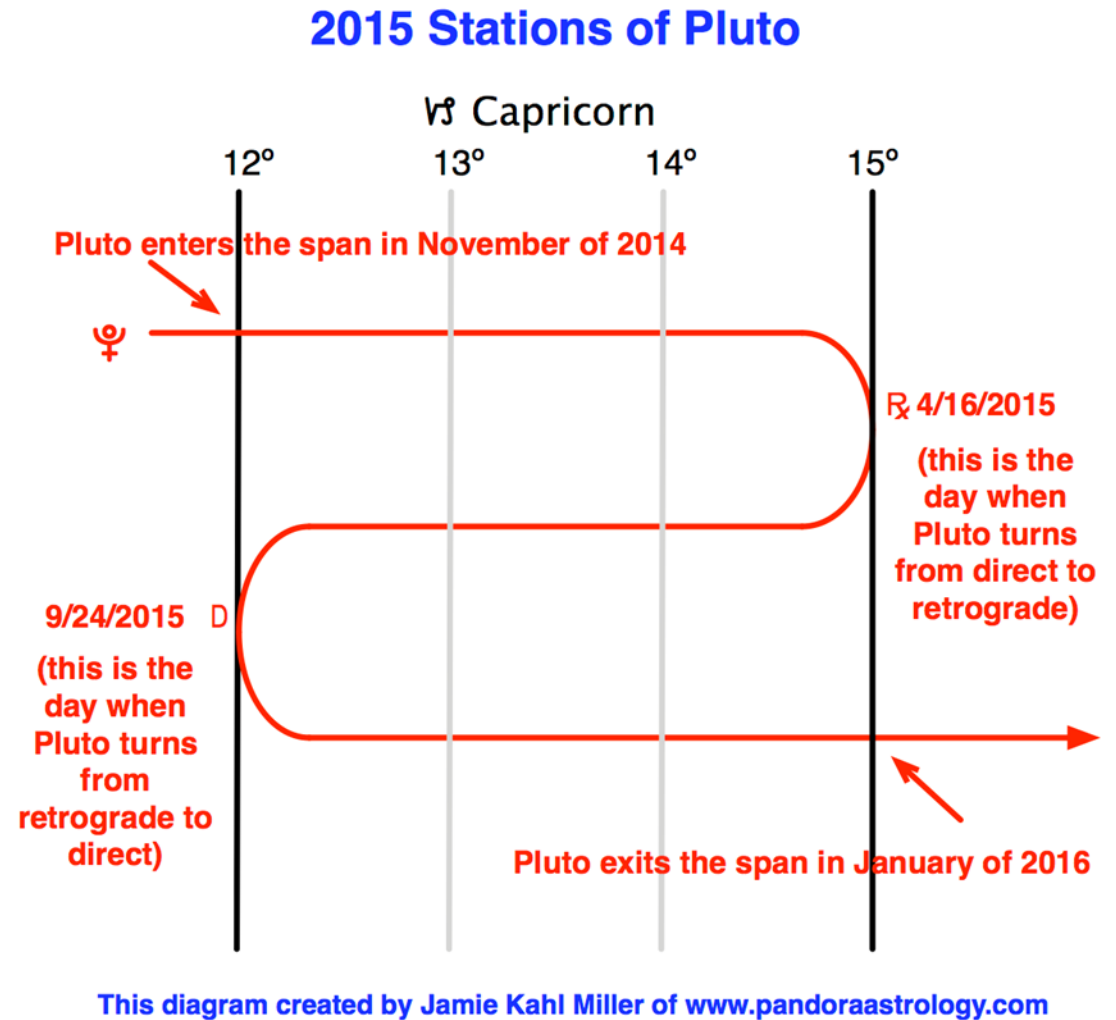 2015 Stations of Pluto
♑ Capricorn
12º 13º 14º 15º
Pluto enters the span in November of 2014
℞ 4/16/2015
(this is the
day when
Pluto turns
from direct to
retrograde)
9/24/2015 D
(this is the
day when
Pluto turns
from
retrograde to
direct)
Pluto exits the span in January of 2016
This diagram created by Jamie Kahl Miller of www.pandoraastrology.com